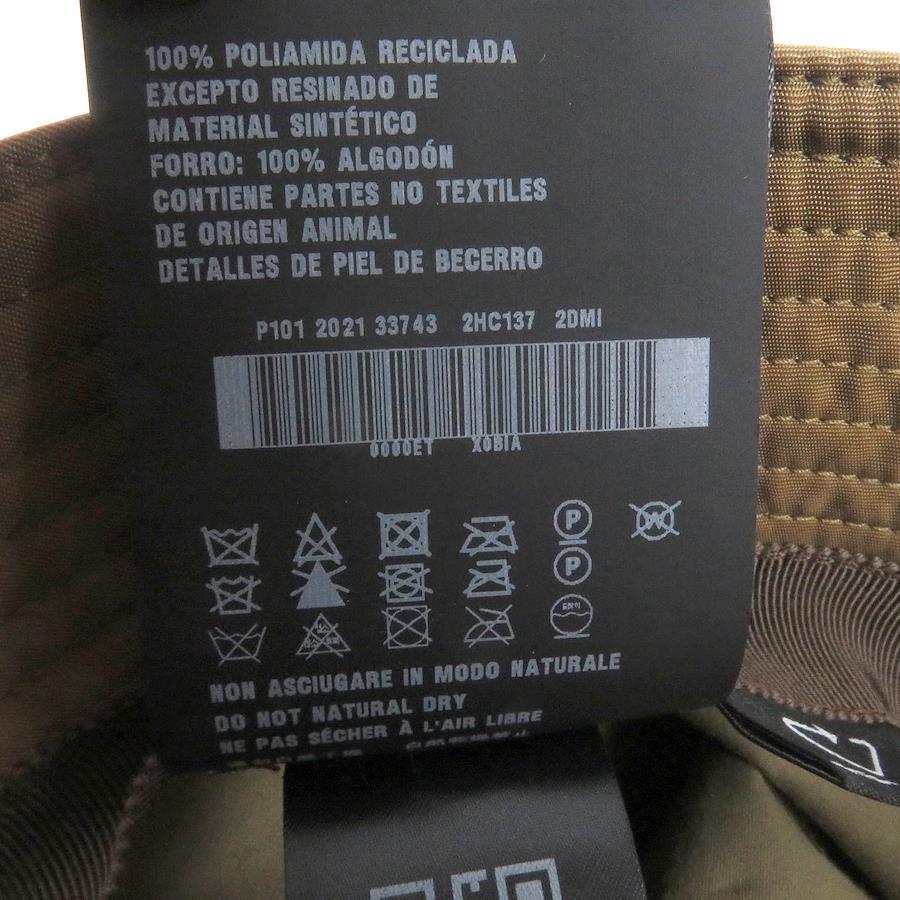 100% POLIAMIDA RECICLADA
EXCEPTO RESINADO DE
MATERIAL SINTÉTICO
FORRO: 100% ALGODÓN
CONTIENE PARTES NO TEXTILES
DE ORIGEN ANIMAL
DETALLES DE PIEL DE BECERRO
P101 2021 33743 2HC137 2DMI
0000ET X0BIA
P W
P
NON ASCIUGARE IN MODO NATURALE
DO NOT NATURAL DRY
NE PAS SÉCHER À L'AIR LIBRE